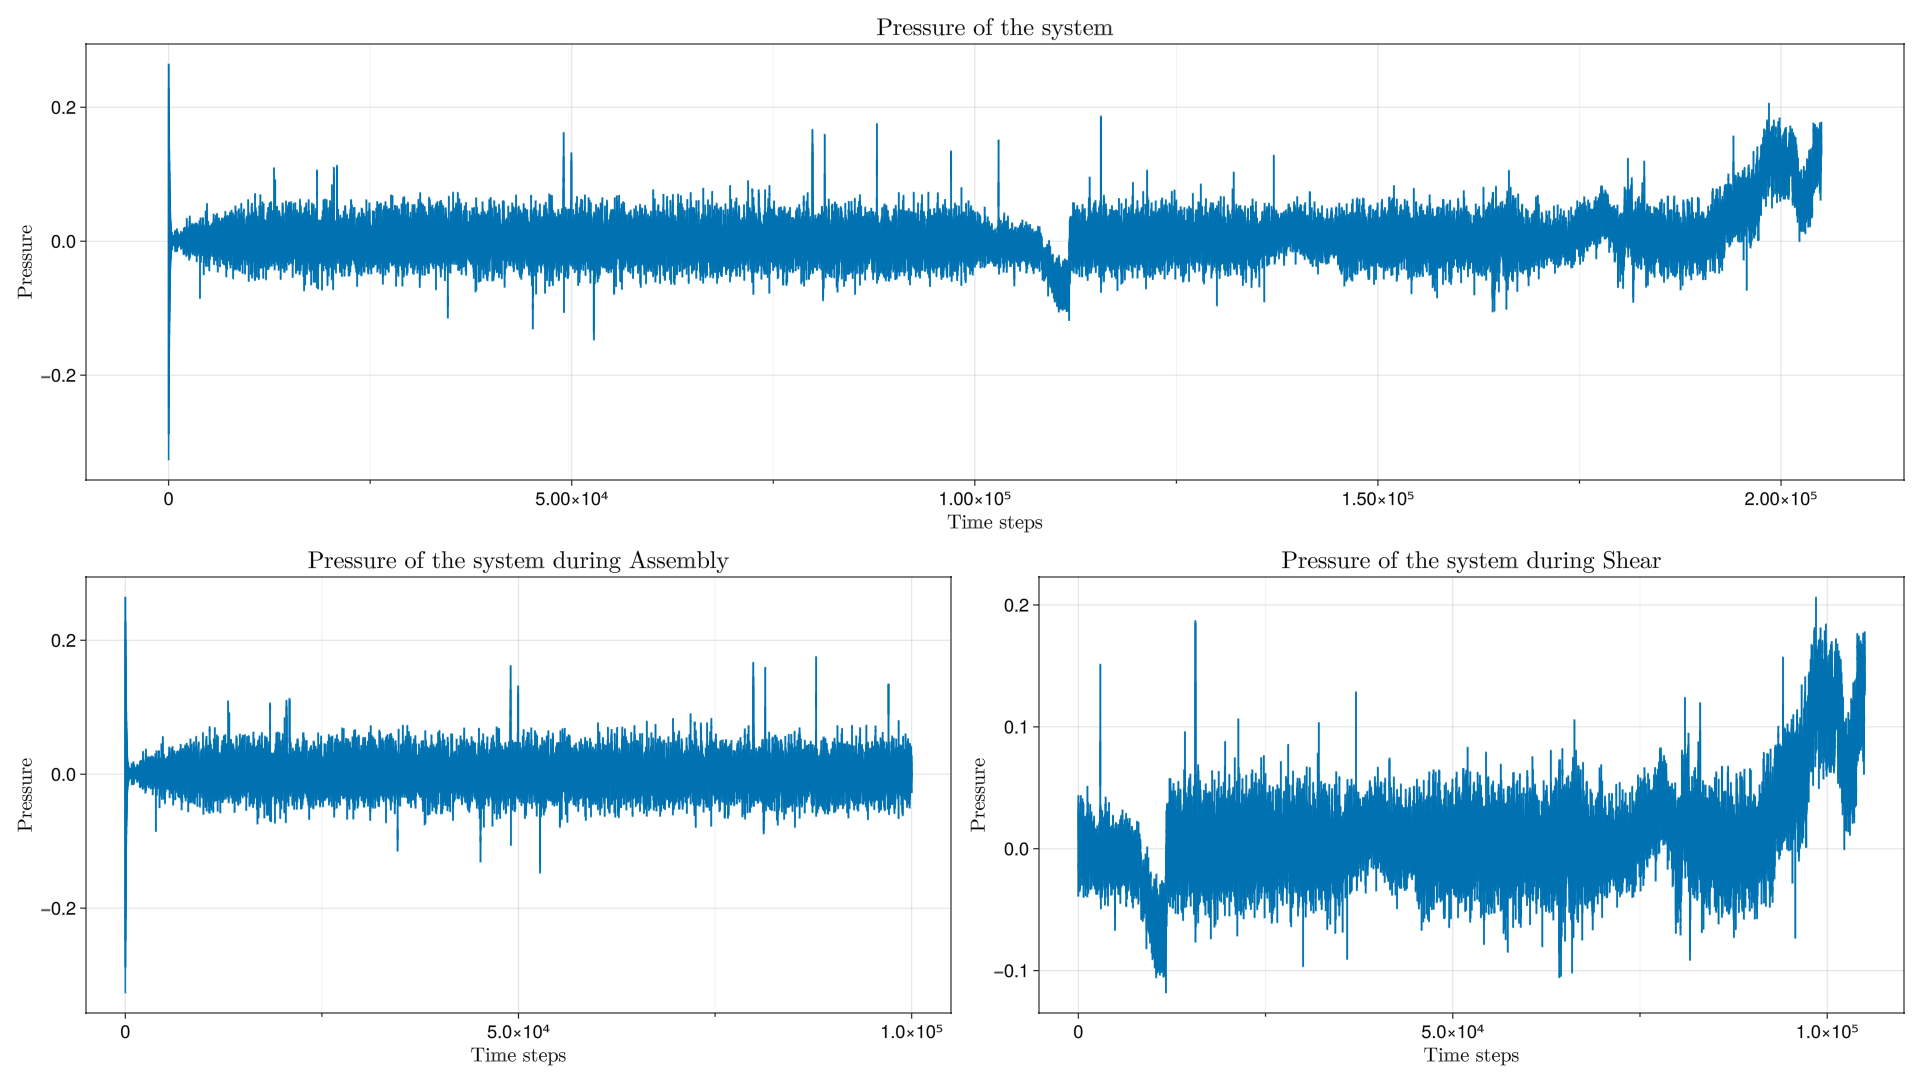 Pressure of the system
Pressure
0.2
0.0
−0.2
0
5.00×10⁴
1.00×10⁵
1.50×10⁵
2.00×10⁵
Time steps
Pressure of the system during Assembly
Pressure
0.2
0.0
−0.2
0
5.0×10⁴
1.0×10⁵
Time steps
Pressure of the system during Shear
Pressure
0.2
0.1
0.0
−0.1
0
5.0×10⁴
1.0×10⁵
Time steps